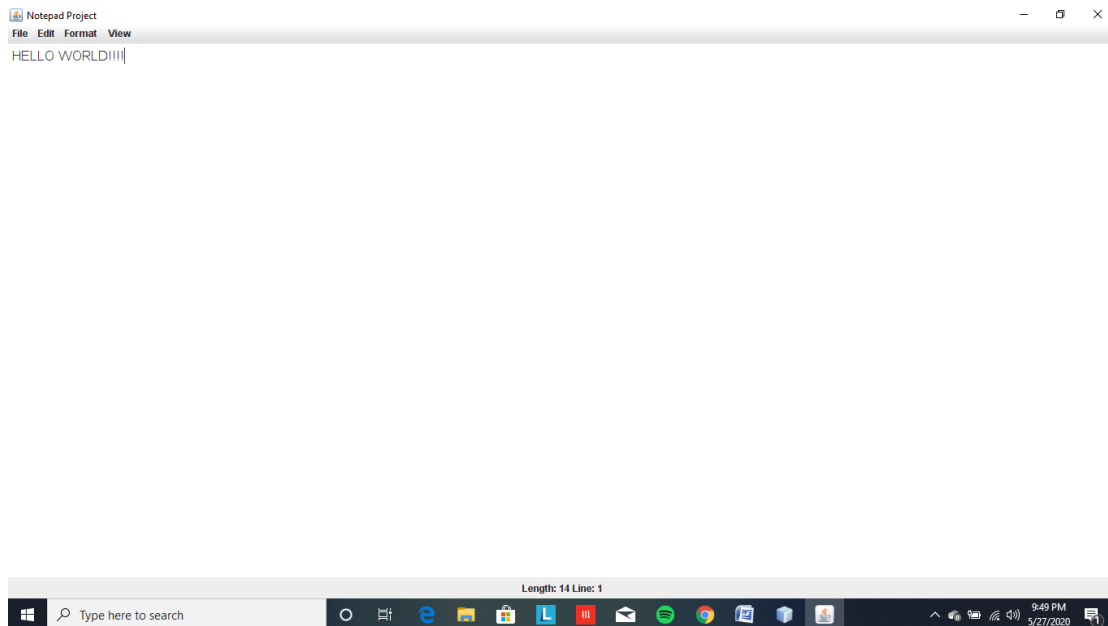 Notepad Project
File Edit Format View
HELLO WORLD!!!!
Length: 14 Line: 1
Type here to search
L
9:49 PM
5/27/2020
1